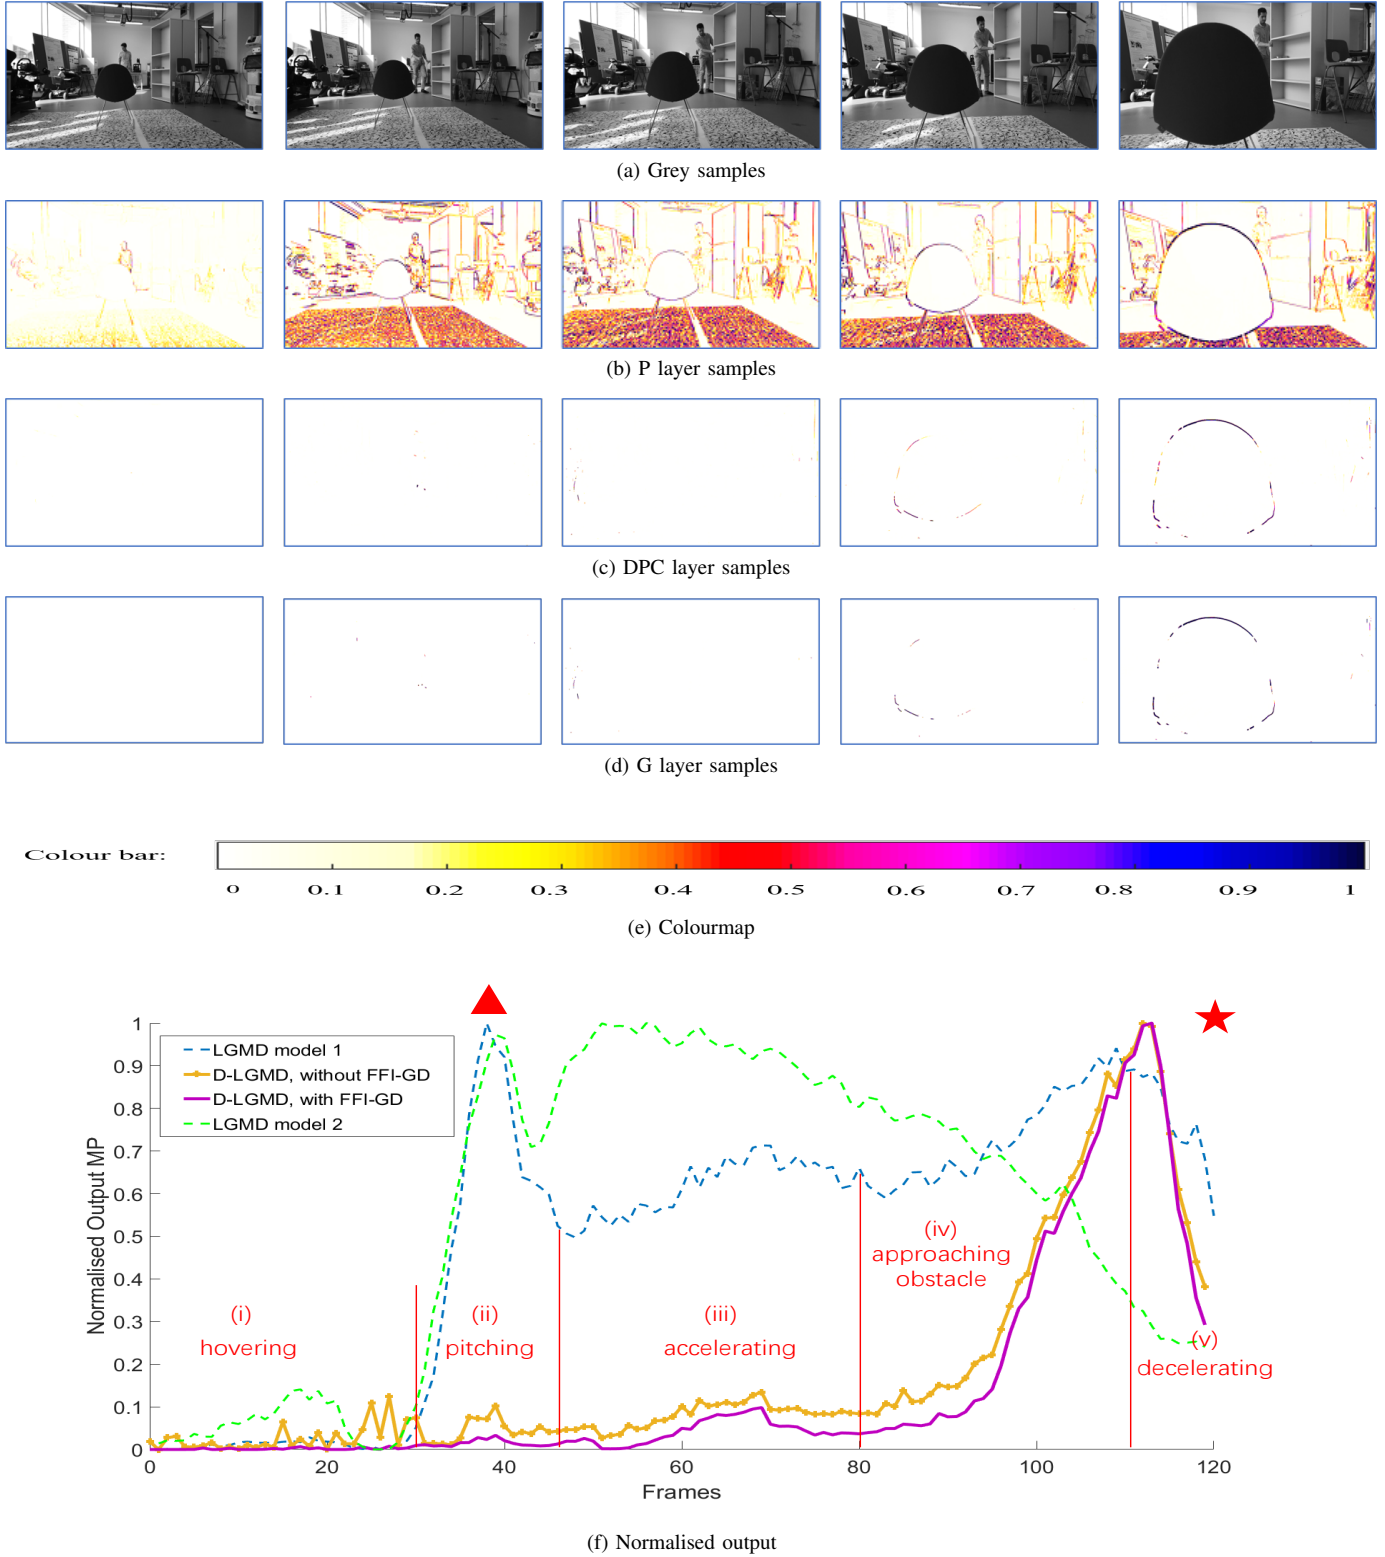 (a) Grey samples
(b) P layer samples
(c) DPC layer samples
(d) G layer samples
Colour bar:
0 0.1 0.2 0.3 0.4 0.5 0.6 0.7 0.8 0.9 1
(e) Colourmap
1
0.9
0.8
0.7
0.6
0.5
0.4
0.3
0.2
0.1
0
Normalised Output MP
LGMD model 1
D-LGMD, without FFI-GD
D-LGMD, with FFI-GD
LGMD model 2
(i)
hovering
(ii)
pitching
(iii)
accelerating
(iv)
approaching
obstacle
(v)
decelerating
0 20 40 60 80 100 120
Frames
(f) Normalised output